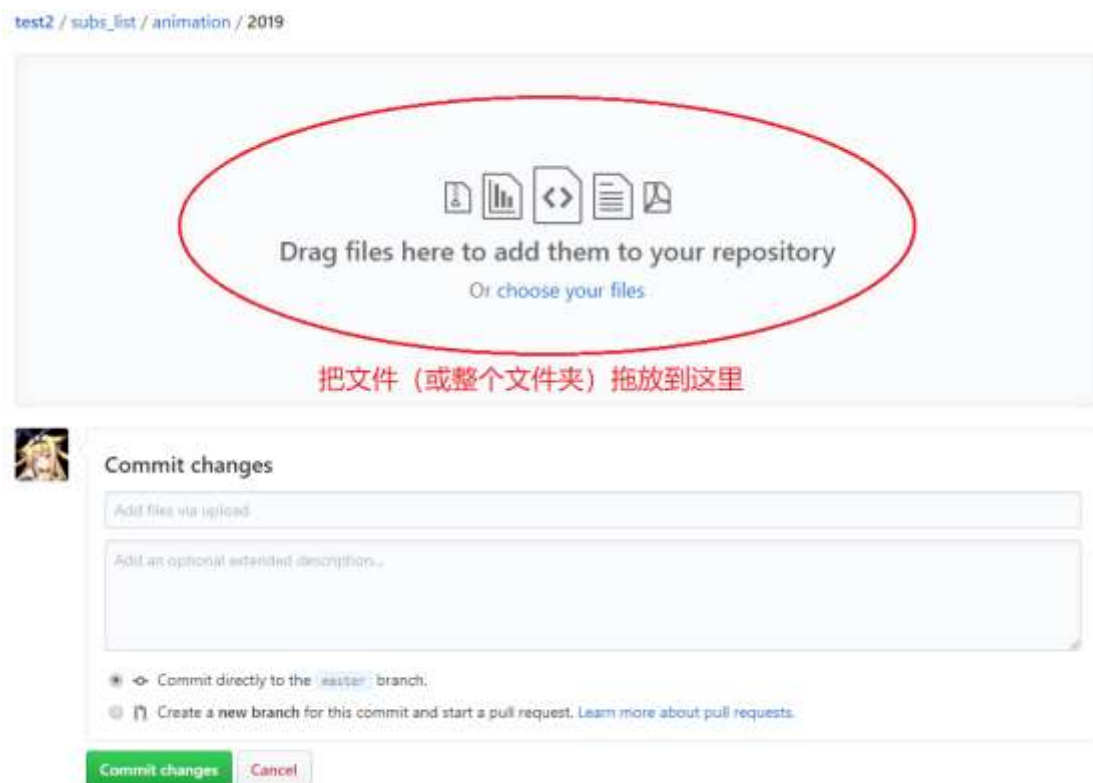 test2 / subs_list / animation / 2019
Drag files here to add them to your repository
Or choose your files
把文件（或整个文件夹）拖放到这里
Commit changes
Add files via upload
Add an optional extended description...
Commit directly to the master branch.
Create a new branch for this commit and start a pull request. Learn more about pull requests.
Commit changes Cancel